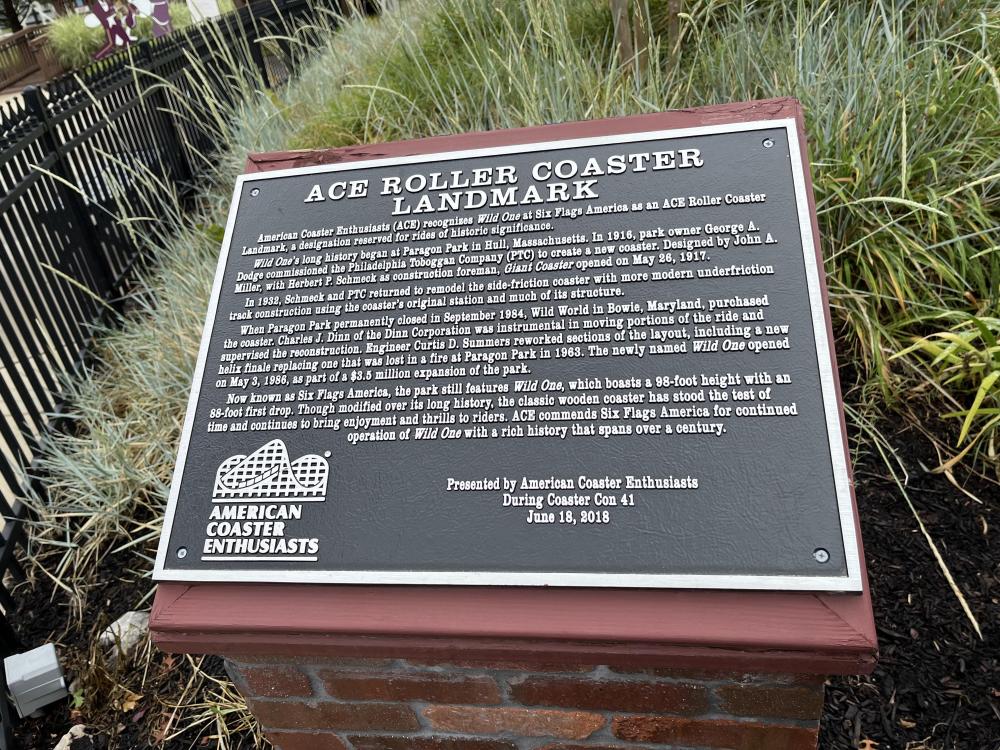 ACE ROLLER COASTER
LANDMARK
American Coaster Enthusiasts (ACE) recognizes Wild One at Six Flags America as an ACE Roller Coaster
Landmark, a designation reserved for rides of historic significance.
Wild One's long history began at Paragon Park in Hull, Massachusetts. In 1916, park owner George A.
Dodge commissioned the Philadelphia Toboggan Company (PTC) to create a new coaster. Designed by John A.
Miller, with Herbert P. Schmeck as construction foreman, Giant Coaster opened on May 26, 1917.
In 1932, Schmeck and PTC returned to remodel the side-friction coaster with more modern underfriction
track construction using the coaster's original station and much of its structure.
When Paragon Park permanently closed in September 1984, Wild World in Bowie, Maryland, purchased
the coaster. Charles J. Dinn of the Dinn Corporation was instrumental in moving portions of the ride and
supervised the reconstruction. Engineer Curtis D. Summers reworked sections of the layout, including a new
helix finale replacing one that was lost in a fire at Paragon Park in 1963. The newly named Wild One opened
on May 3, 1986, as part of a $3.5 million expansion of the park.
Now known as Six Flags America, the park still features Wild One, which boasts a 98-foot height with an
88-foot first drop. Though modified over its long history, the classic wooden coaster has stood the test of
time and continues to bring enjoyment and thrills to riders. ACE commends Six Flags America for continued
operation of Wild One with a rich history that spans over a century.
AMERICAN
COASTER
ENTHUSIASTS
Presented by American Coaster Enthusiasts
During Coaster Con 41
June 18, 2018